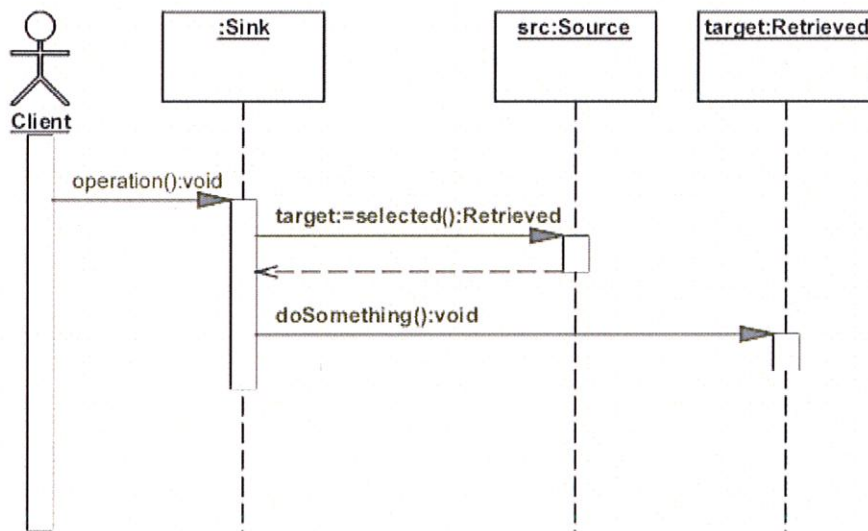 :Sink
src:Source
target:Retrieved
Client
operation():void
target:=selected():Retrieved
doSomething():void